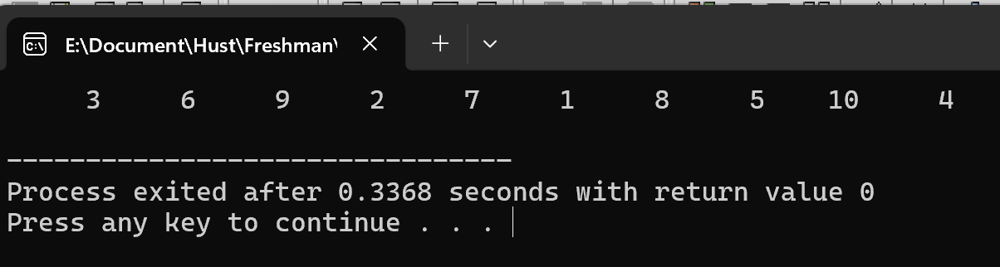 E:\Document\Hust\Freshman\
3 6 9 2 7 1 8 5 10 4
--------------------------------
Process exited after 0.3368 seconds with return value 0
Press any key to continue . . .